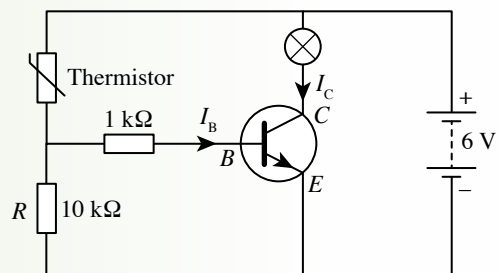 Thermistor
1 kΩ
I_B
I_C
C
B
E
R
10 kΩ
+
6 V
–